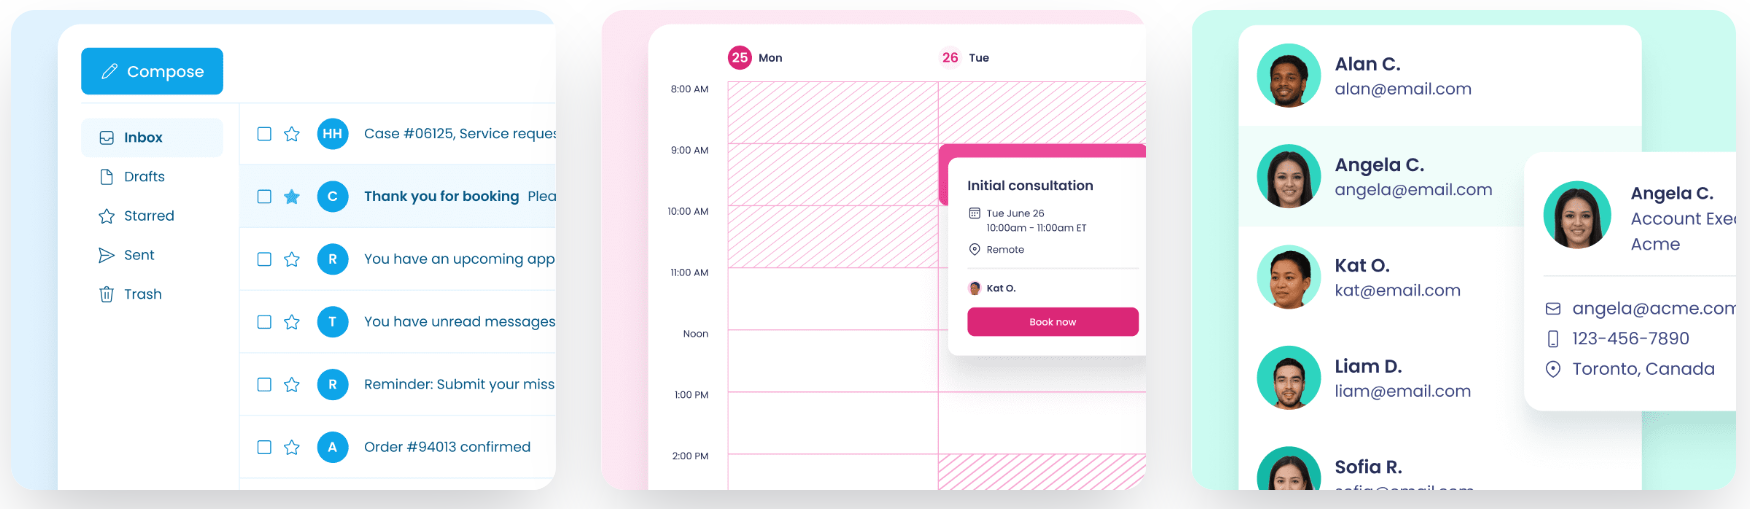 Compose
Inbox
Drafts
Starred
Sent
Trash
HH Case #06125, Service reques
C Thank you for booking Plea
R You have an upcoming app
T You have unread messages
R Reminder: Submit your miss
A Order #94013 confirmed
25 Mon
26 Tue
8:00 AM
9:00 AM
10:00 AM
11:00 AM
Noon
1:00 PM
2:00 PM
Initial consultation
Tue June 26
10:00am - 11:00am ET
Remote
Kat O.
Book now
Alan C.
alan@email.com
Angela C.
angela@email.com
Kat O.
kat@email.com
Liam D.
liam@email.com
Sofia R.
sofia@email.com
Angela C.
Account Exec
Acme
angela@acme.com
123-456-7890
Toronto, Canada